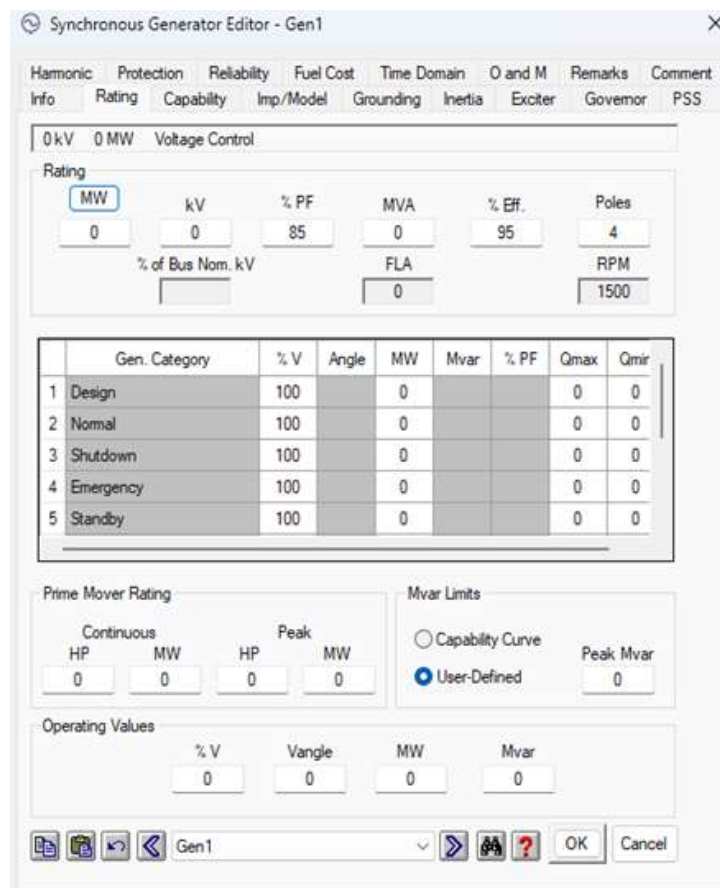 Synchronous Generator Editor - Gen1
Harmonic Protection Reliability Fuel Cost Time Domain O and M Remarks Comment
Info Rating Capability Imp/Model Grounding Inertia Exciter Governor PSS
0 kV 0 MW Voltage Control
Rating
MW kV % PF MVA % Eff. Poles
0 0 85 0 95 4
% of Bus Nom. kV FLA RPM
0 1500
Gen. Category % V Angle MW Mvar % PF Qmax Qmin
1 Design 100 0 0 0
2 Normal 100 0 0 0
3 Shutdown 100 0 0 0
4 Emergency 100 0 0 0
5 Standby 100 0 0 0
Prime Mover Rating Mvar Limits
Continuous Peak
HP MW HP MW
0 0 0 0
Capability Curve
User-Defined
Peak Mvar
0
Operating Values
% V Vangle MW Mvar
0 0 0 0
Gen1 ? OK Cancel